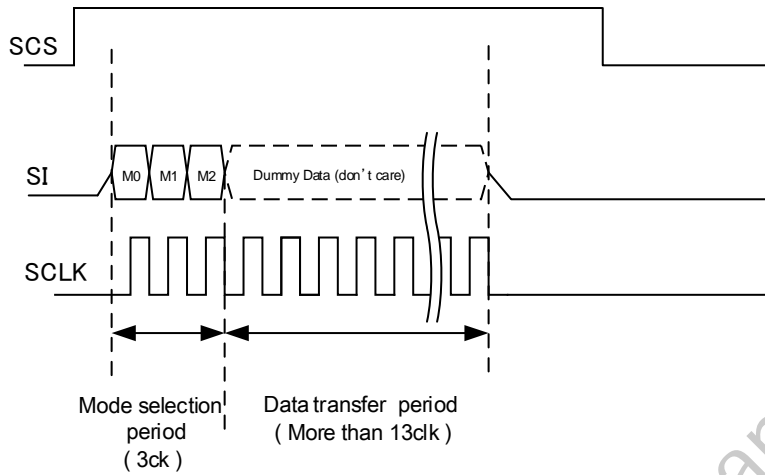 SCS
SI
M0 M1 M2 Dummy Data (don't care)
SCLK
Mode selection
period
( 3ck )
Data transfer period
( More than 13clk )